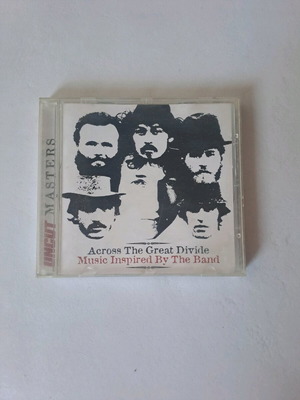 UNCUT MASTERS
Across The Great Divide
Music Inspired By The Band